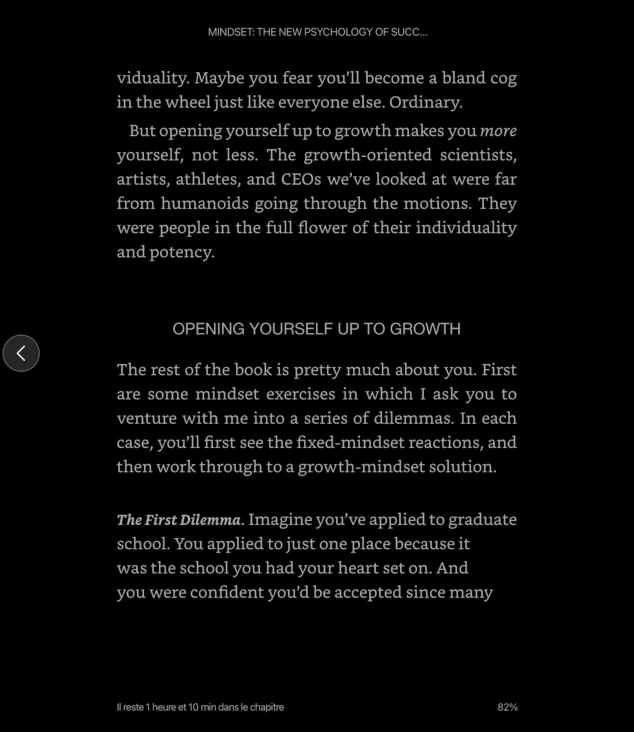 MINDSET: THE NEW PSYCHOLOGY OF SUCC...
viduality. Maybe you fear you’ll become a bland cog
in the wheel just like everyone else. Ordinary.
But opening yourself up to growth makes you more
yourself, not less. The growth-oriented scientists,
artists, athletes, and CEOs we’ve looked at were far
from humanoids going through the motions. They
were people in the full flower of their individuality
and potency.
OPENING YOURSELF UP TO GROWTH
The rest of the book is pretty much about you. First
are some mindset exercises in which I ask you to
venture with me into a series of dilemmas. In each
case, you’ll first see the fixed-mindset reactions, and
then work through to a growth-mindset solution.
The First Dilemma. Imagine you’ve applied to graduate
school. You applied to just one place because it
was the school you had your heart set on. And
you were confident you’d be accepted since many
Il reste 1 heure et 10 min dans le chapitre
82%